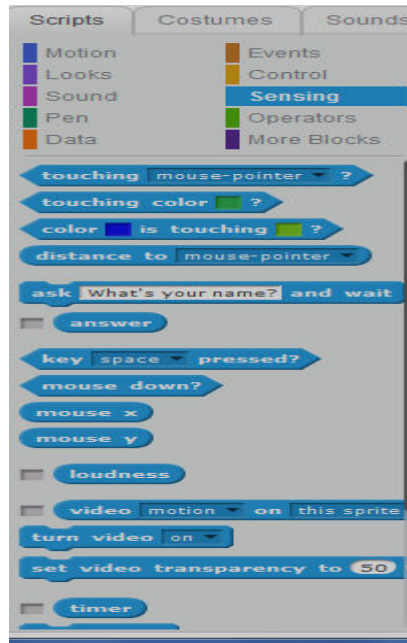 Scripts Costumes Sounds
Motion Events
Looks Control
Sound Sensing
Pen Operators
Data More Blocks
touching mouse-pointer ?
touching color ?
color is touching ?
distance to mouse-pointer
ask What's your name? and wait
answer
key space pressed?
mouse down?
mouse x
mouse y
loudness
video motion on this sprite
turn video on
set video transparency to 50
timer